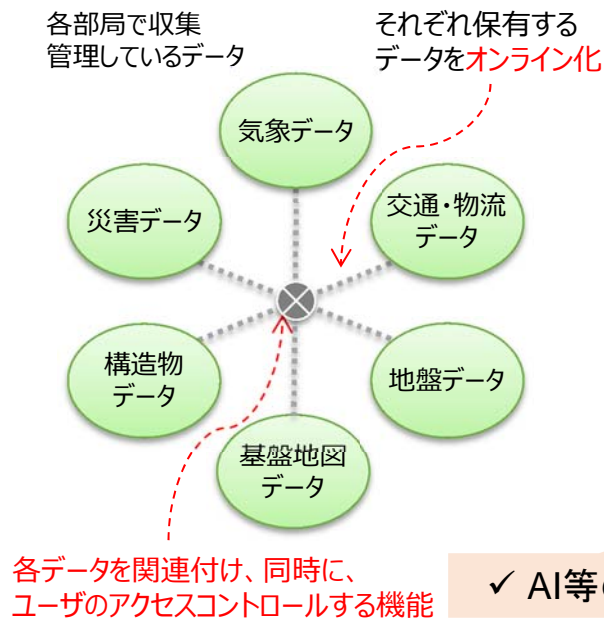 各部局で収集
管理しているデータ
それぞれ保有する
データをオンライン化
気象データ
災害データ
交通・物流
データ
構造物
データ
地盤データ
基盤地図
データ
各データを関連付け、同時に、
ユーザのアクセスコントロールする機能
✓ AI等